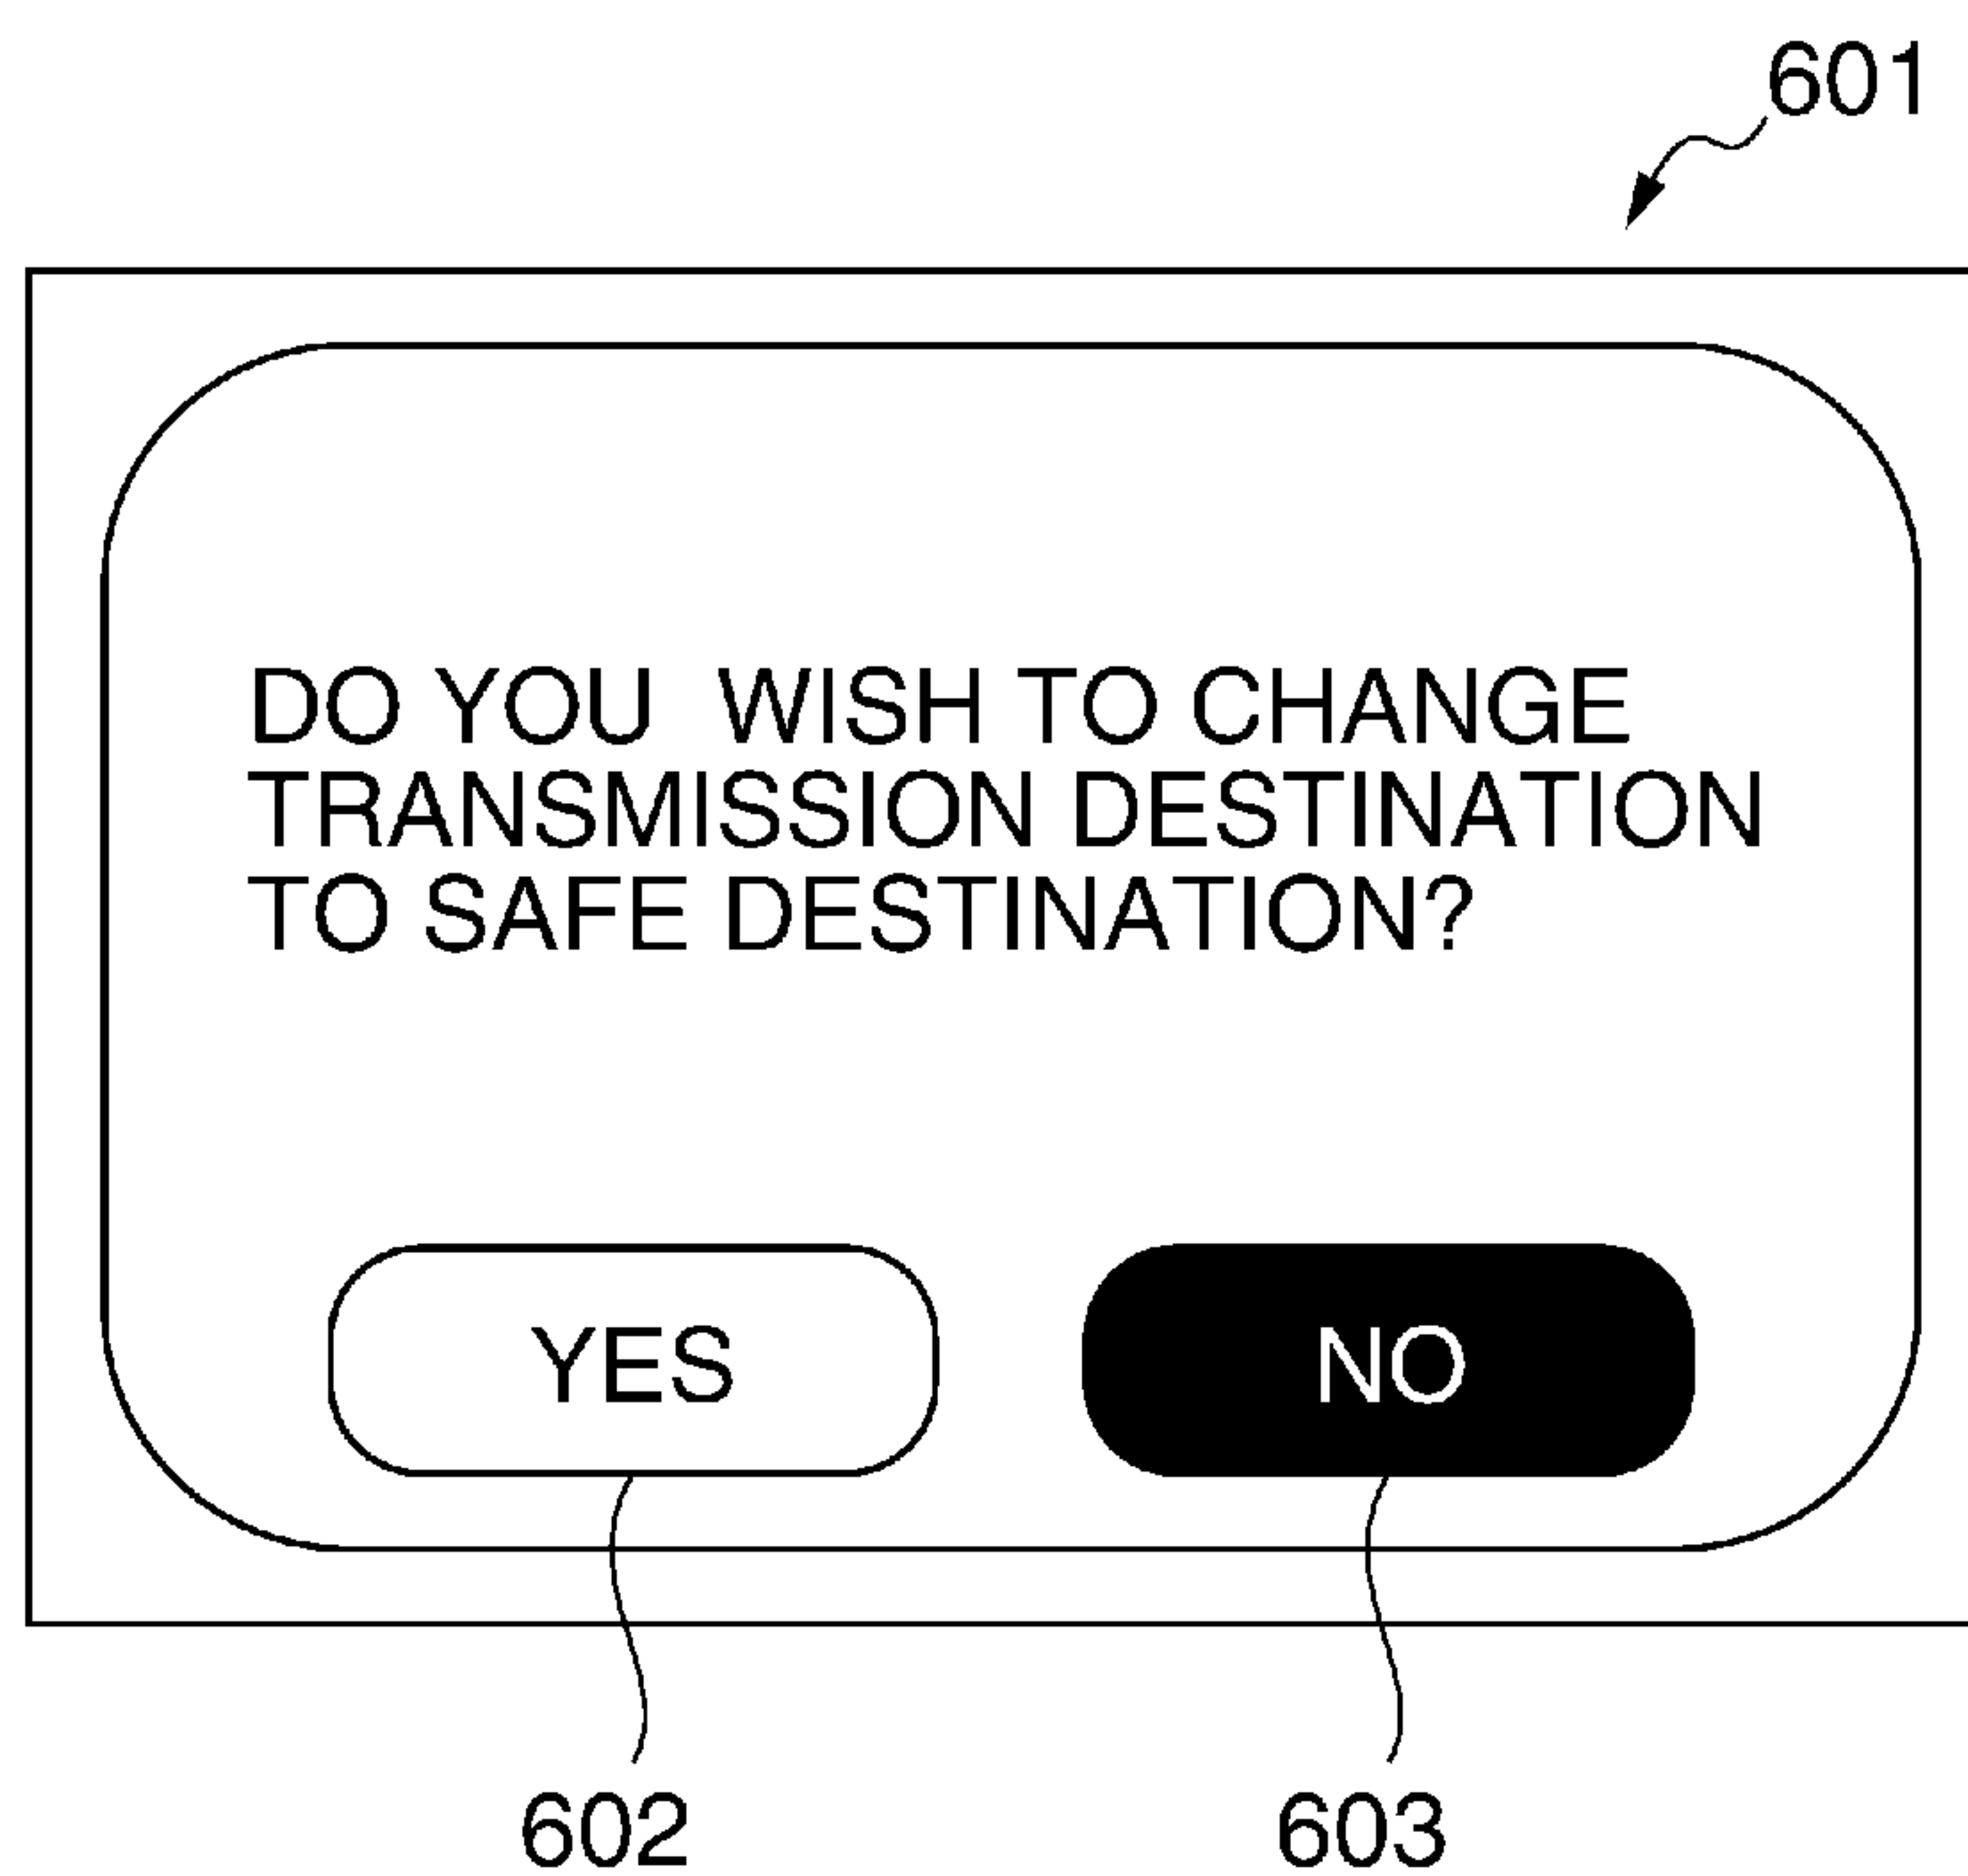 601
DO YOU WISH TO CHANGE
TRANSMISSION DESTINATION
TO SAFE DESTINATION?
YES NO
602 603